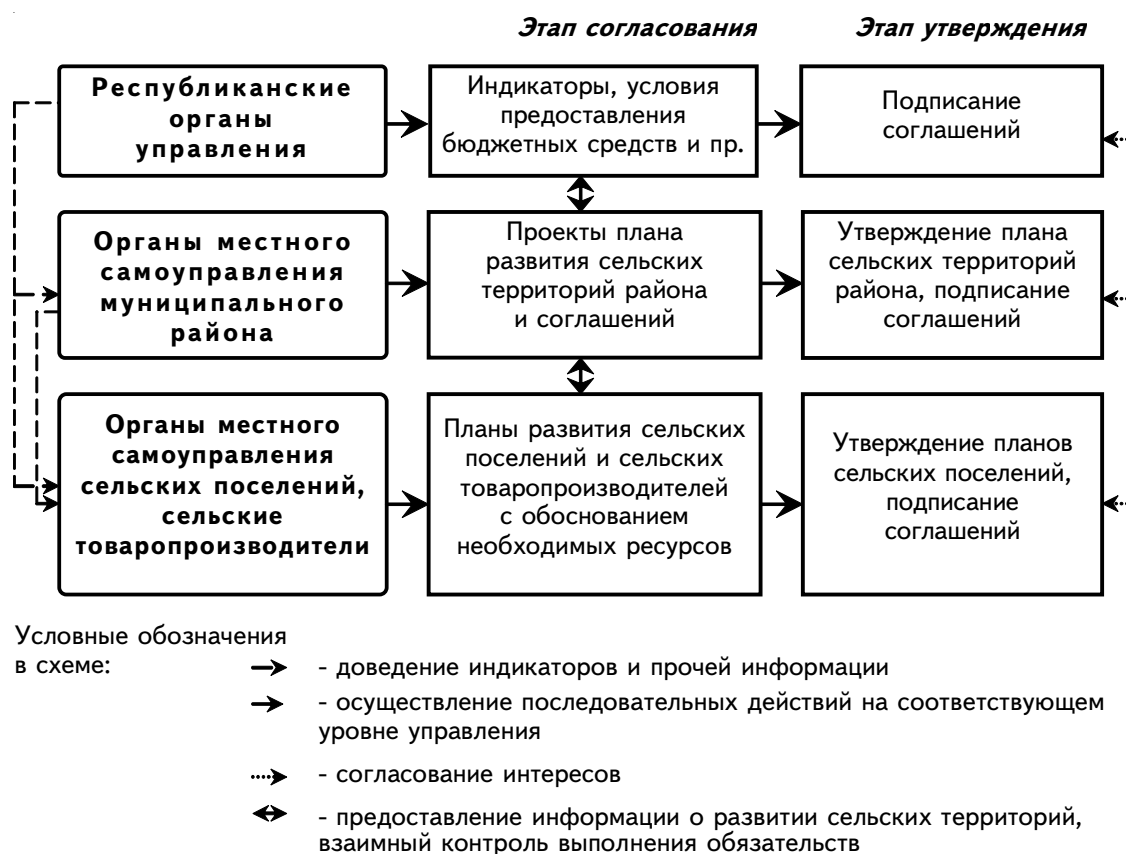 Этап согласования
Этап утверждения
Республиканские
органы
управления
Индикаторы, условия
предоставления
бюджетных средств и пр.
Подписание
соглашений
Органы местного
самоуправления
муниципального
района
Проекты плана
развития сельских
территорий района
и соглашений
Утверждение плана
сельских территорий
района, подписание
соглашений
Органы местного
самоуправления
сельских поселений,
сельские
товаропроизводители
Планы развития сельских
поселений и сельских
товаропроизводителей
с обоснованием
необходимых ресурсов
Утверждение планов
сельских поселений,
подписание
соглашений
Условные обозначения
в схеме:
- доведение индикаторов и прочей информации
- осуществление последовательных действий на соответствующем
уровне управления
- согласование интересов
- предоставление информации о развитии сельских территорий,
взаимный контроль выполнения обязательств